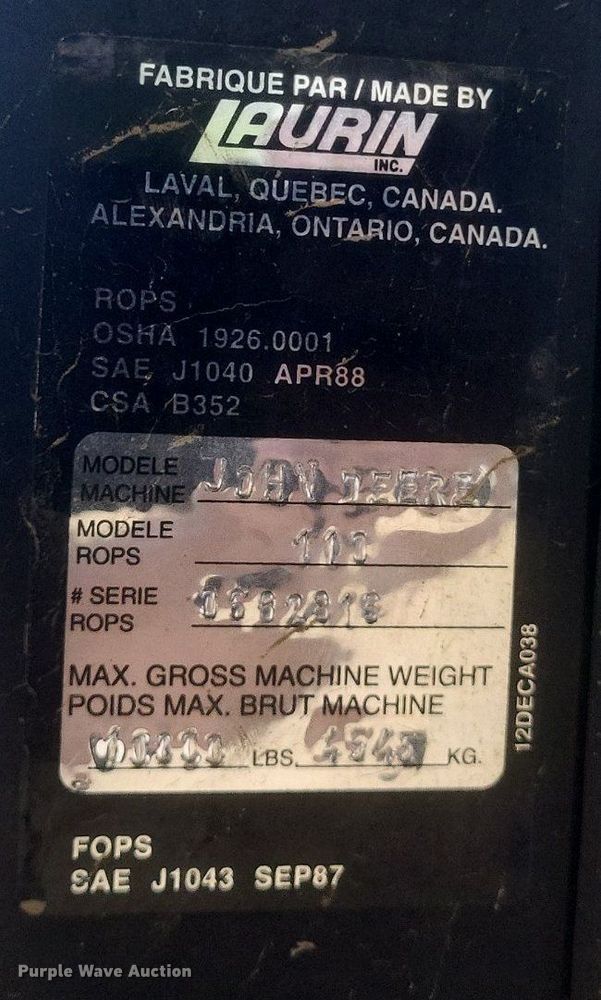 FABRIQUE PAR / MADE BY
LAURIN
INC.
LAVAL, QUEBEC, CANADA.
ALEXANDRIA, ONTARIO, CANADA.
ROPS
OSHA 1926.0001
SAE J1040 APR88
CSA B352
MODELE MACHINE JOHN DEERE
MODELE ROPS
# SERIE ROPS
MAX. GROSS MACHINE WEIGHT
POIDS MAX. BRUT MACHINE
LBS. KG.
12DECA038
FOPS
SAE J1043 SEP87
Purple Wave Auction